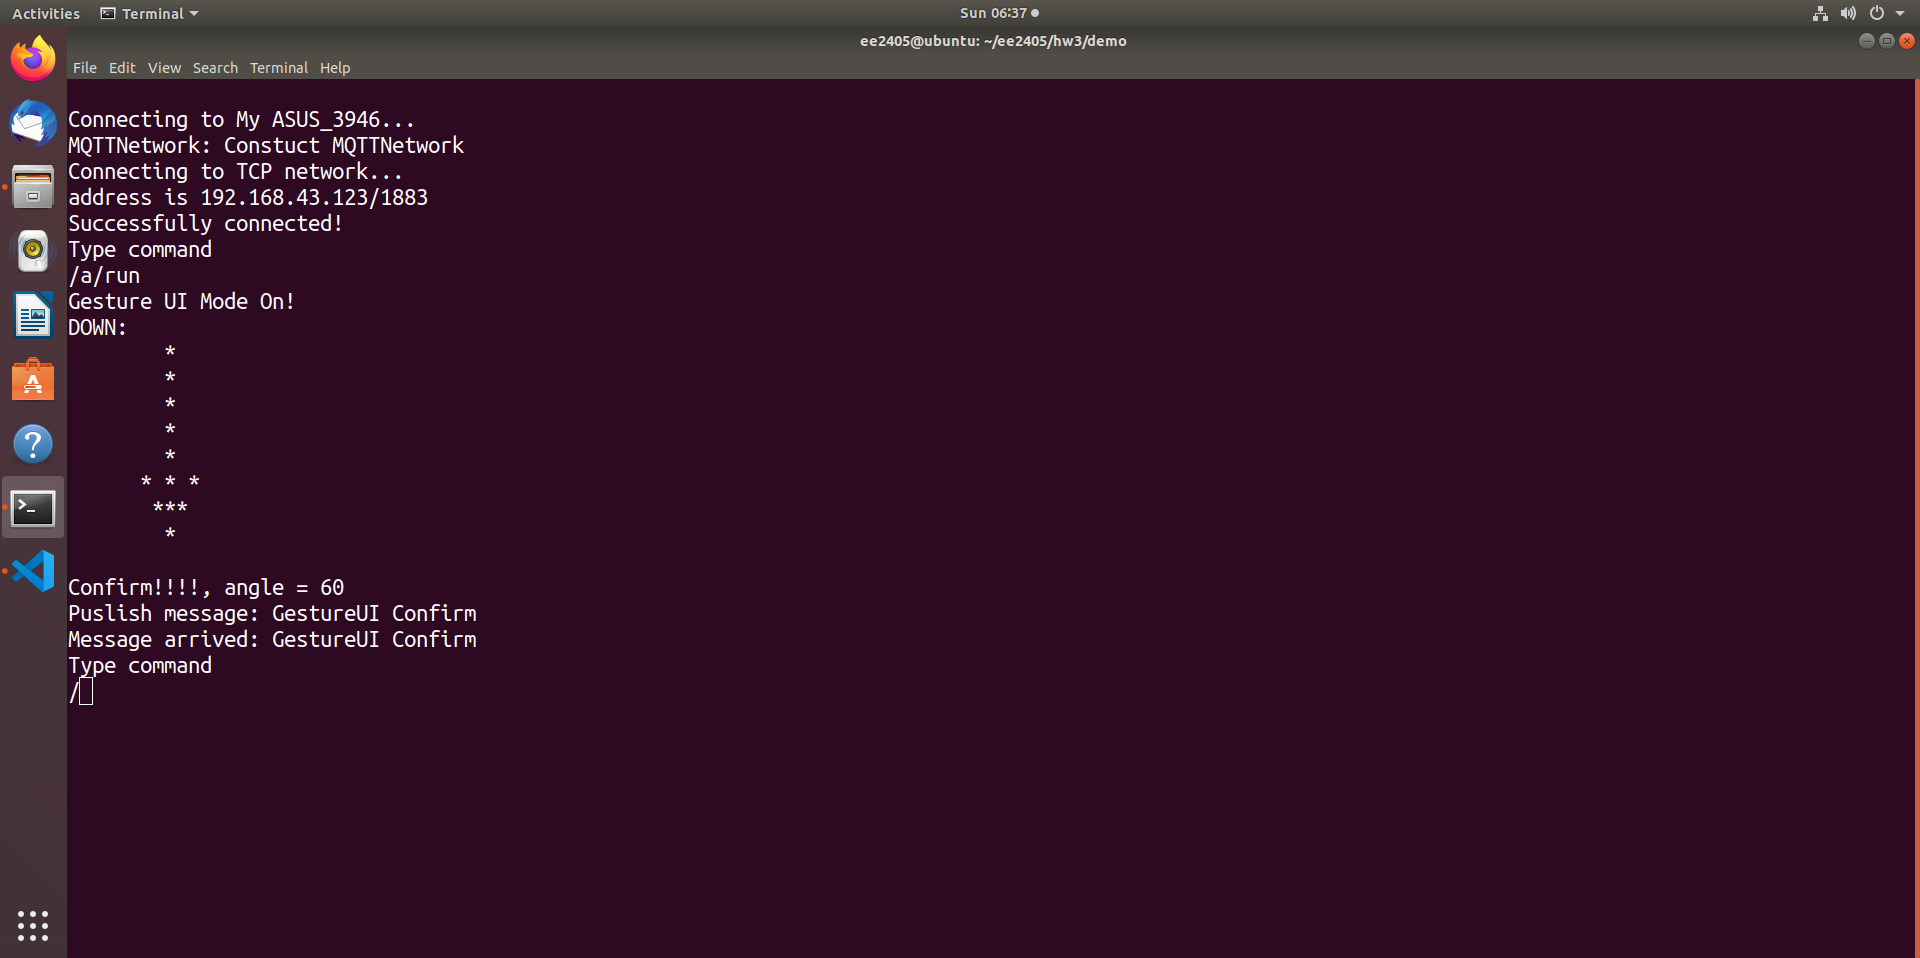 Activities Terminal Sun 06:37
ee2405@ubuntu: ~/ee2405/hw3/demo
File Edit View Search Terminal Help
Connecting to My ASUS_3946...
MQTTNetwork: Constuct MQTTNetwork
Connecting to TCP network...
address is 192.168.43.123/1883
Successfully connected!
Type command
/a/run
Gesture UI Mode On!
DOWN:
*
*
*
*
*
* * *
***
*
Confirm!!!!, angle = 60
Puslish message: GestureUI Confirm
Message arrived: GestureUI Confirm
Type command
/